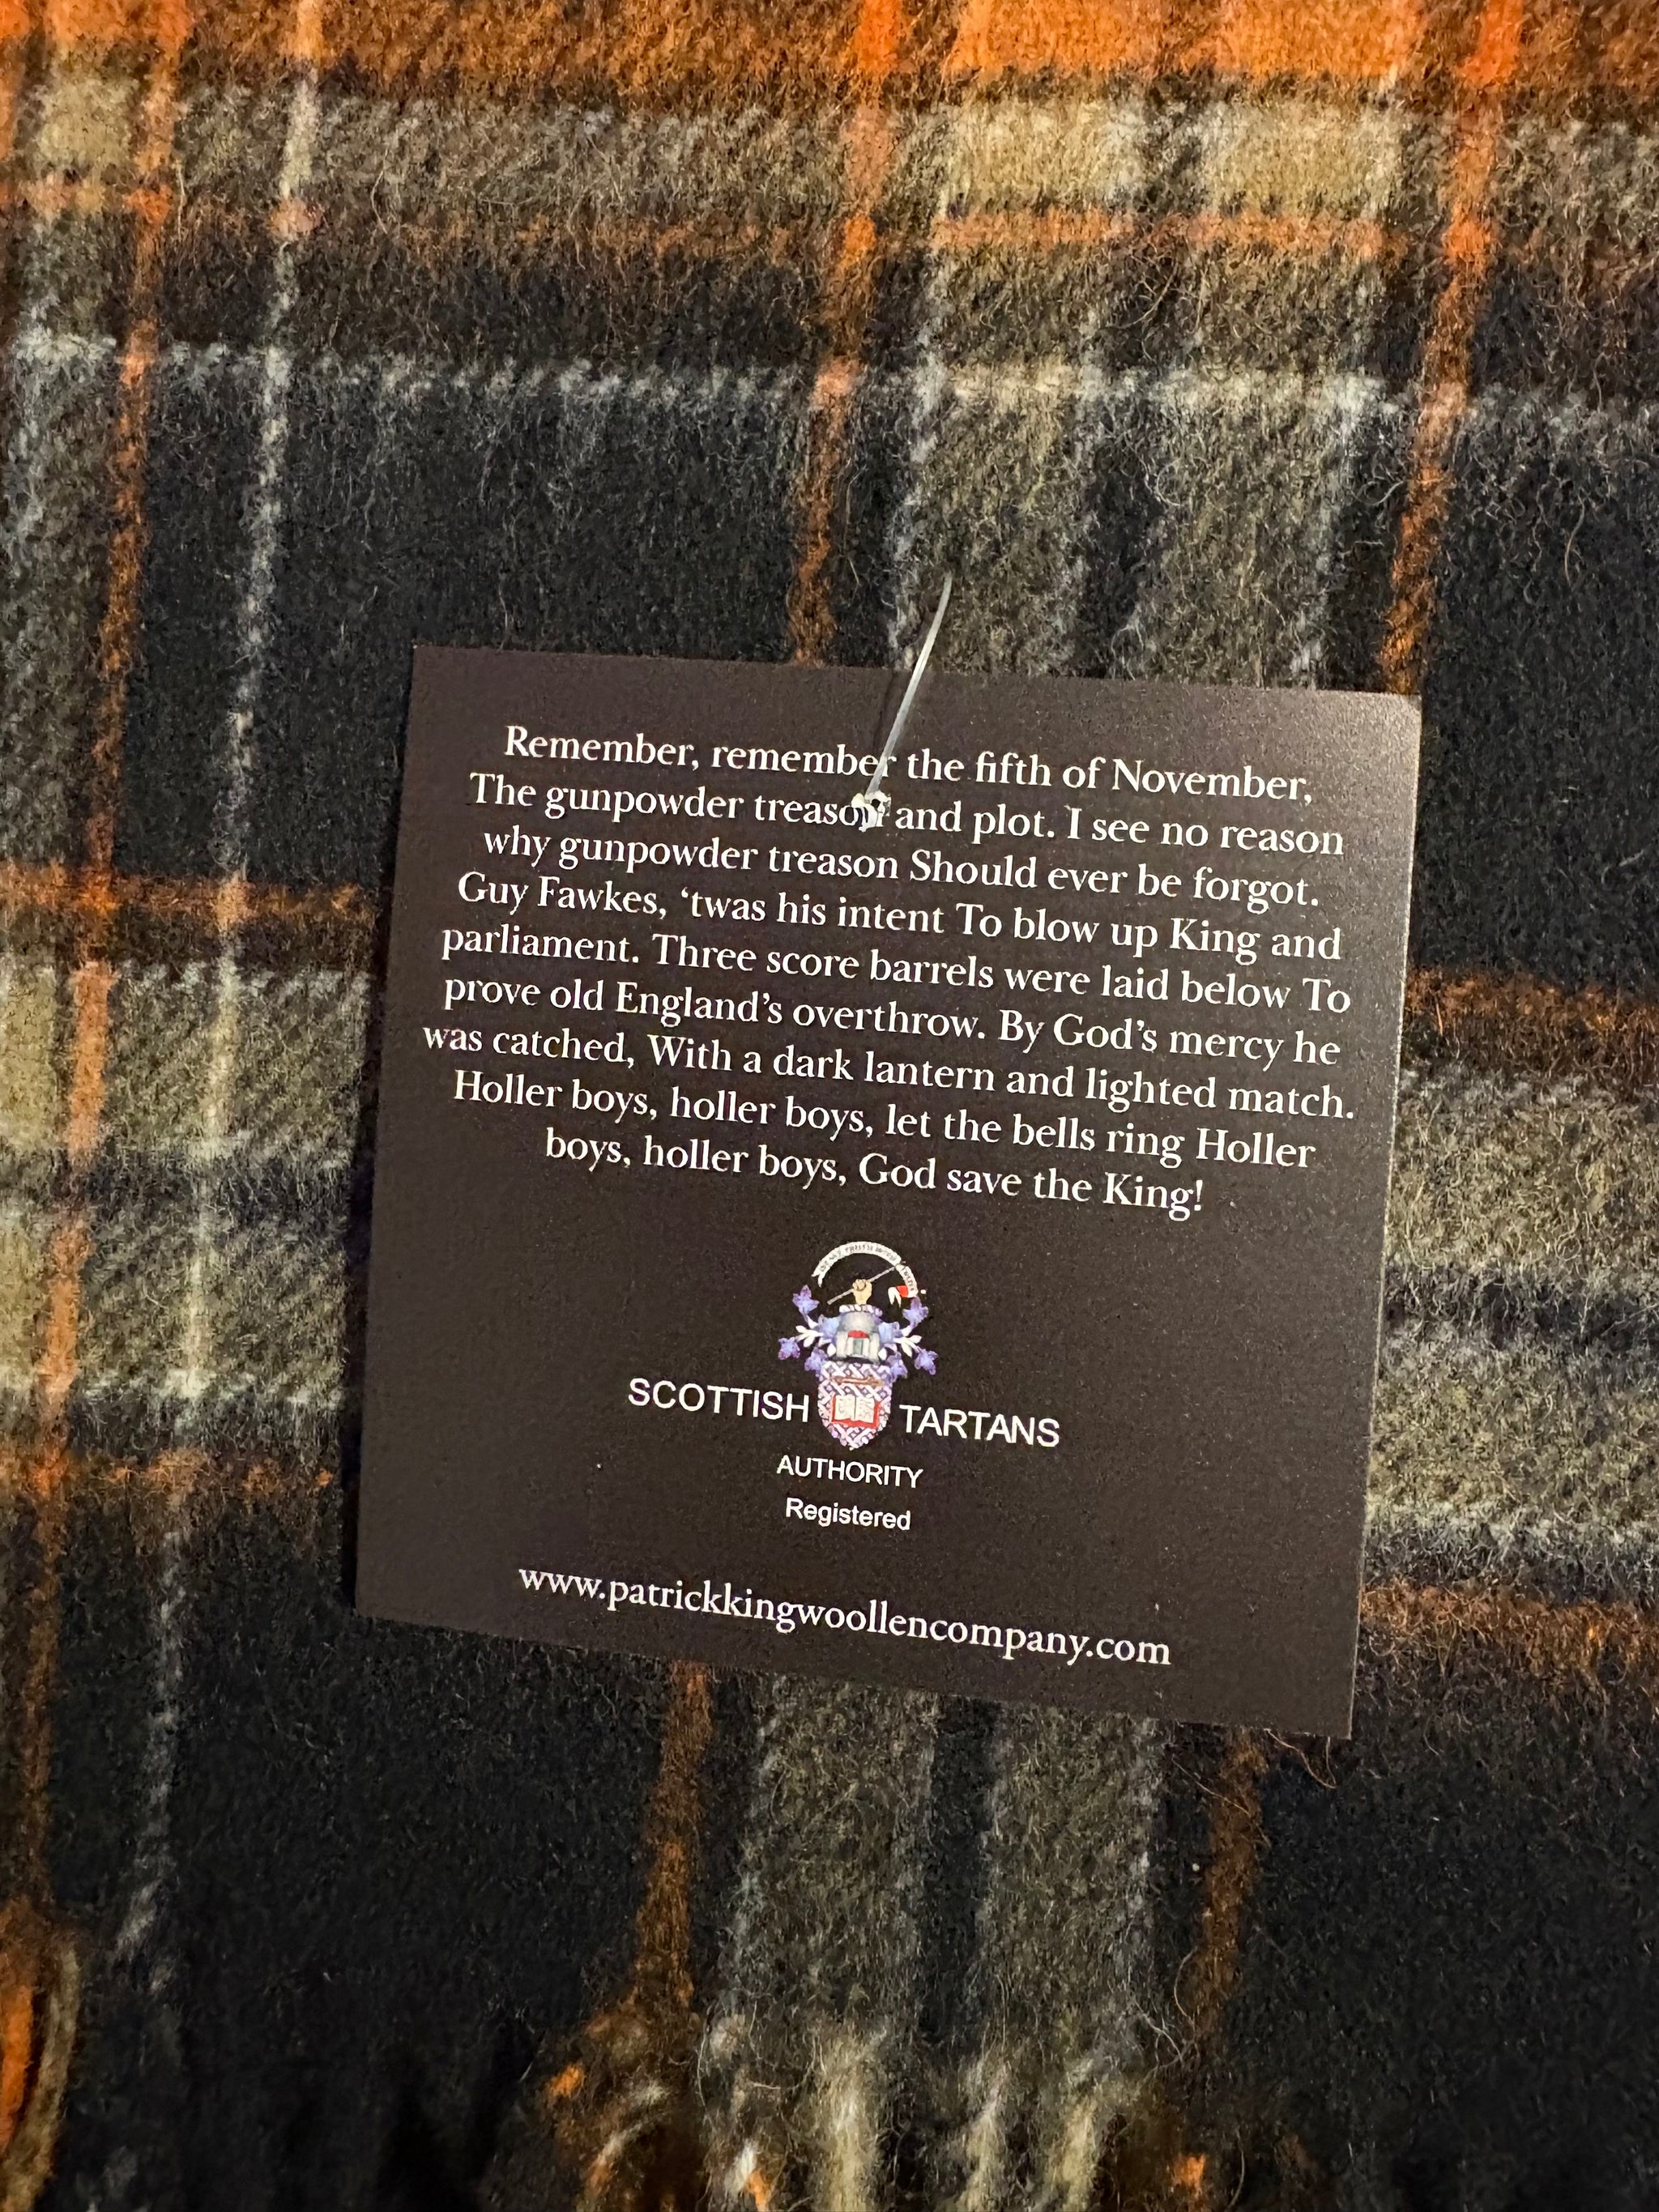 Remember, remember the fifth of November,
The gunpowder treason and plot. I see no reason
why gunpowder treason Should ever be forgot.
Guy Fawkes, ‘twas his intent To blow up King and
parliament. Three score barrels were laid below To
prove old England’s overthrow. By God’s mercy he
was catched, With a dark lantern and lighted match.
Holler boys, holler boys, let the bells ring Holler
boys, holler boys, God save the King!
SCOTTISH TARTANS
AUTHORITY
Registered
www.patrickkingwoollencompany.com